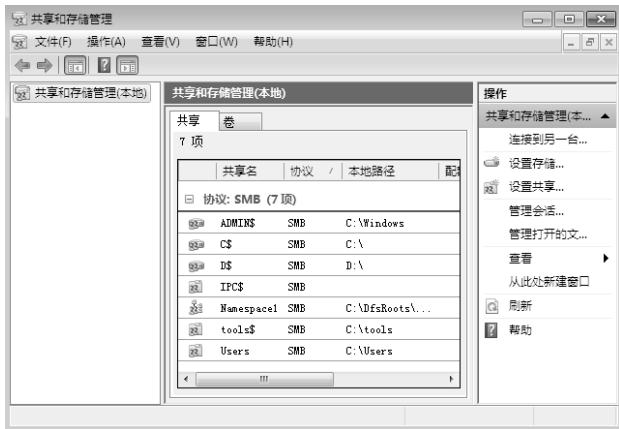 共享和存储管理
文件(F) 操作(A) 查看(V) 窗口(W) 帮助(H)
共享和存储管理(本地)
共享和存储管理(本地)
共享 卷
7 项
共享名 协议 本地路径
协议: SMB (7 项)
ADMIN$ SMB C:\Windows
C$ SMB C:\
D$ SMB D:\
IPC$ SMB
Namespace1 SMB C:\DfsRoots\...
tools$ SMB C:\tools
Users SMB C:\Users
操作
共享和存储管理(本...
连接到另一台...
设置存储...
设置共享...
管理会话...
管理打开的文...
查看
从此处新建窗口
刷新
帮助